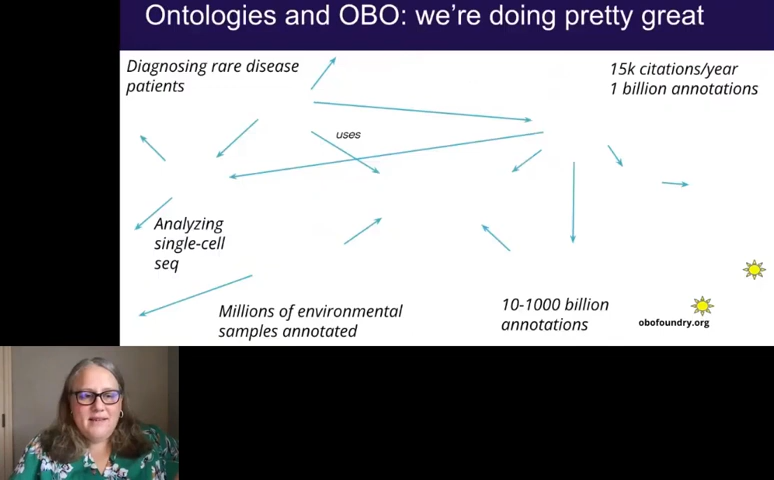 Ontologies and OBO: we're doing pretty great
Diagnosing rare disease
patients
15k citations/year
1 billion annotations
uses
Analyzing
single-cell
seq
Millions of environmental
samples annotated
10-1000 billion
annotations
obofoundry.org